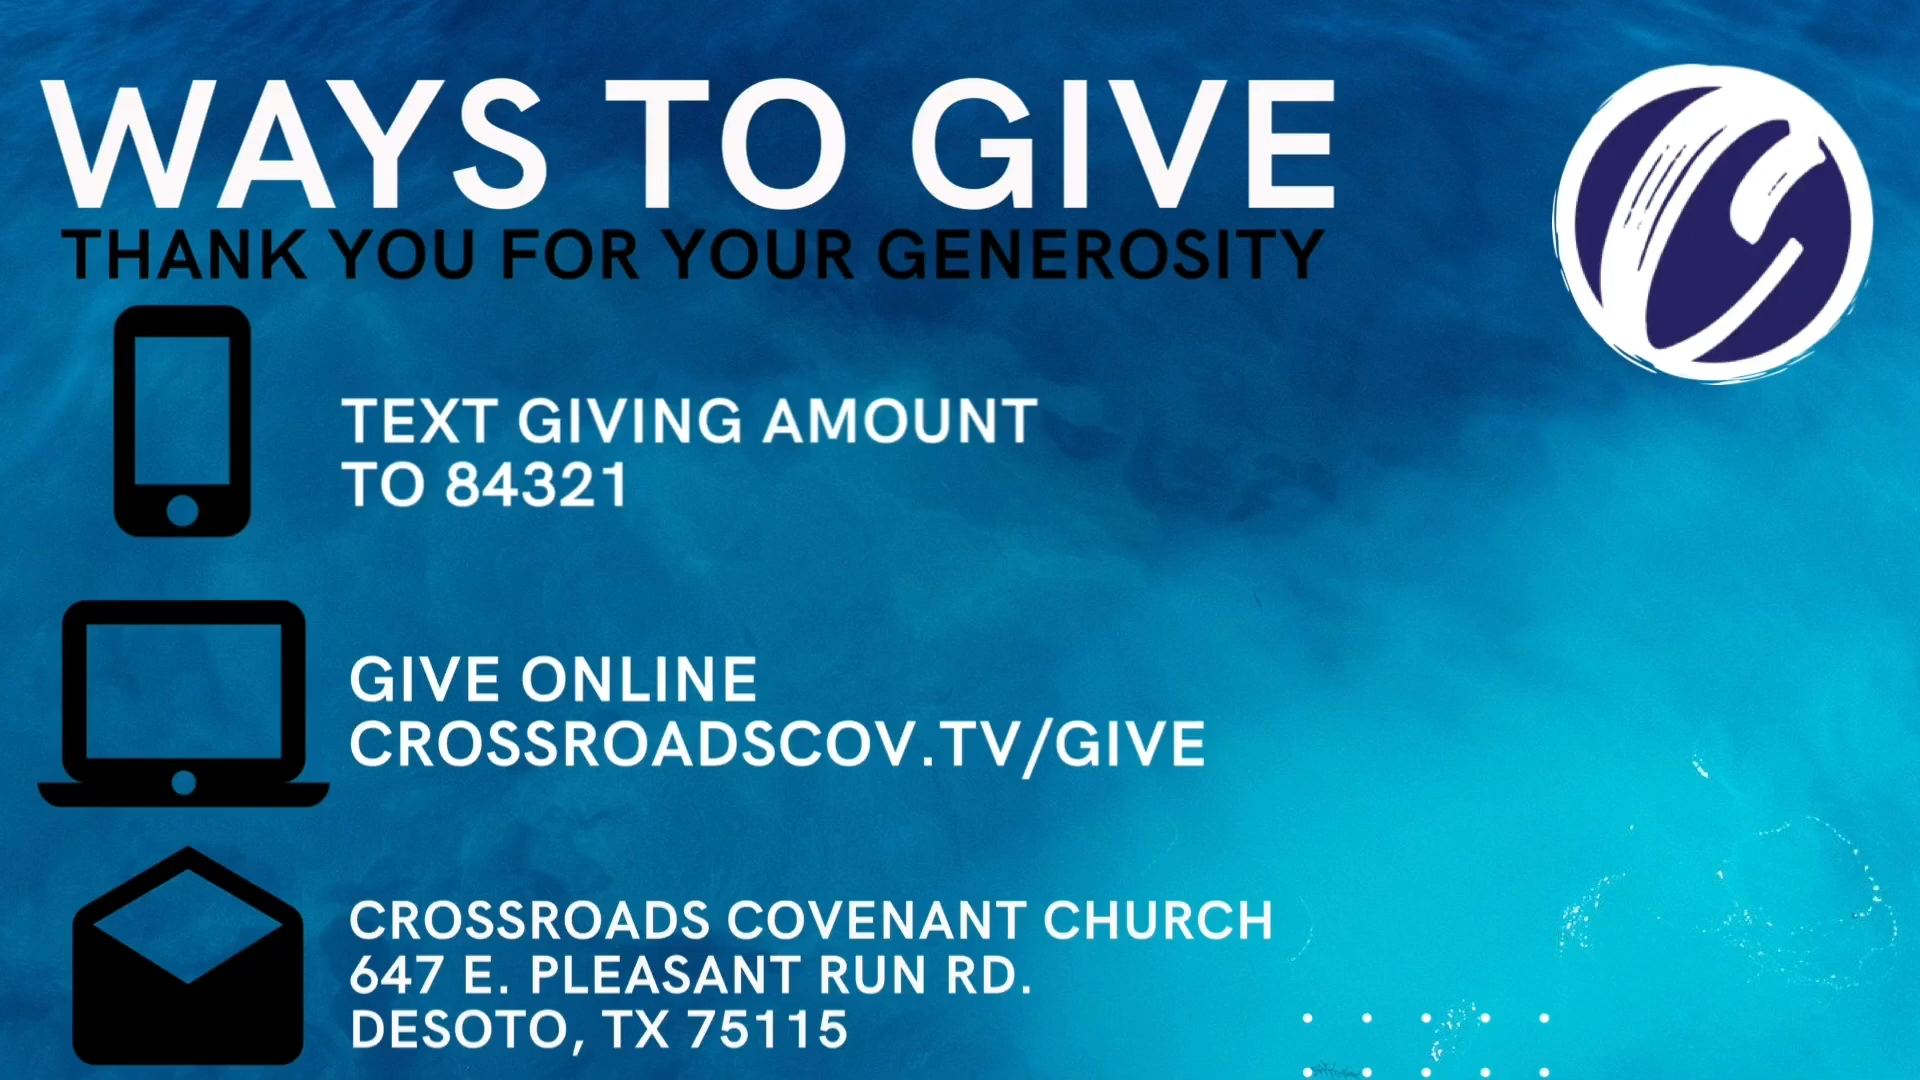 WAYS TO GIVE
THANK YOU FOR YOUR GENEROSITY
TEXT GIVING AMOUNT
TO 84321
GIVE ONLINE
CROSSROADSCOV.TV/GIVE
CROSSROADS COVENANT CHURCH
647 E. PLEASANT RUN RD.
DESOTO, TX 75115